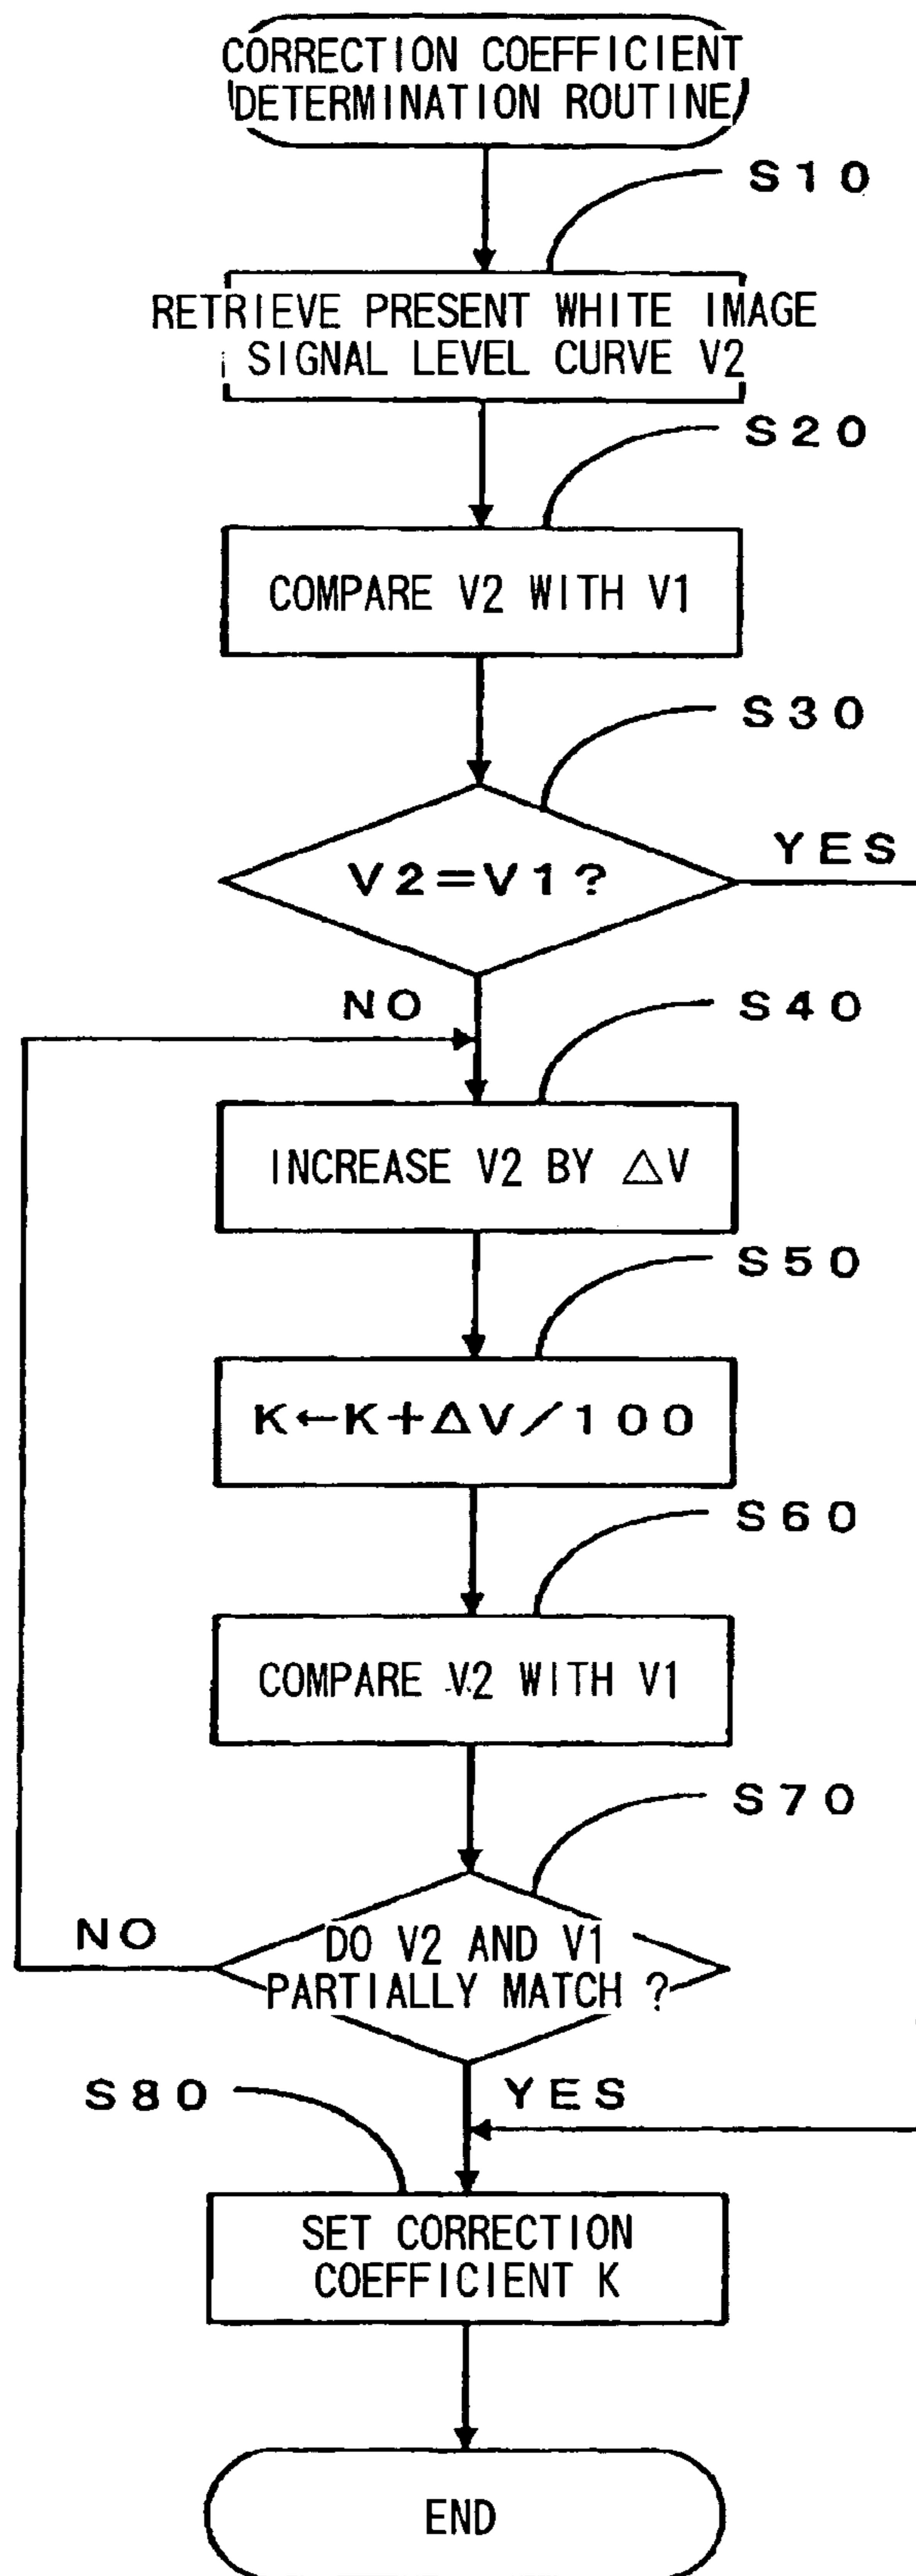 CORRECTION COEFFICIENT
DETERMINATION ROUTINE
S10
RETRIEVE PRESENT WHITE IMAGE
SIGNAL LEVEL CURVE V2
S20
COMPARE V2 WITH V1
S30
V2=V1?
YES
NO
S40
INCREASE V2 BY △V
S50
K←K+△V/100
S60
COMPARE V2 WITH V1
S70
DO V2 AND V1
PARTIALLY MATCH ?
NO
YES
S80
SET CORRECTION
COEFFICIENT K
END